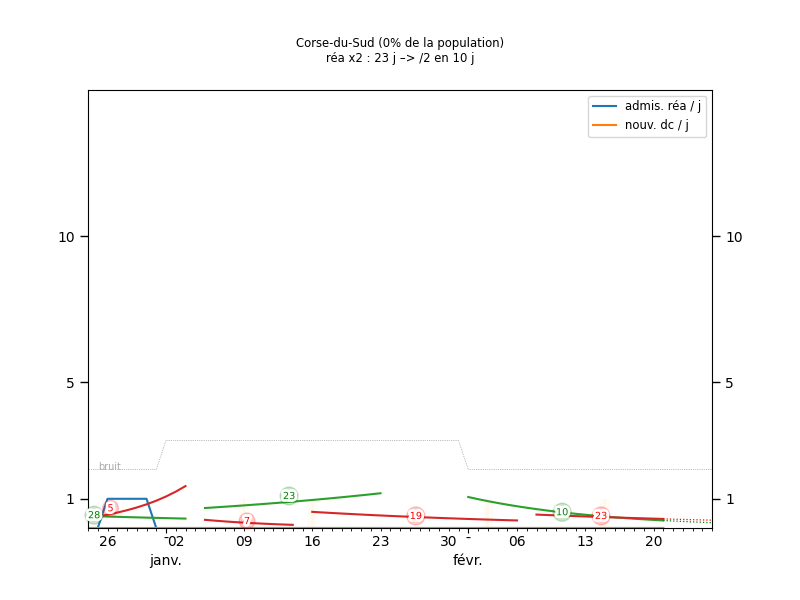 Corse-du-Sud (0% de la population)
réa x2 : 23 j –> /2 en 10 j
admis. réa / j
nouv. dc / j
10 10
5 5
bruit
1 1
28 5 7 23 19 10 23
26 02 09 16 23 30 06 13 20
janv. févr.